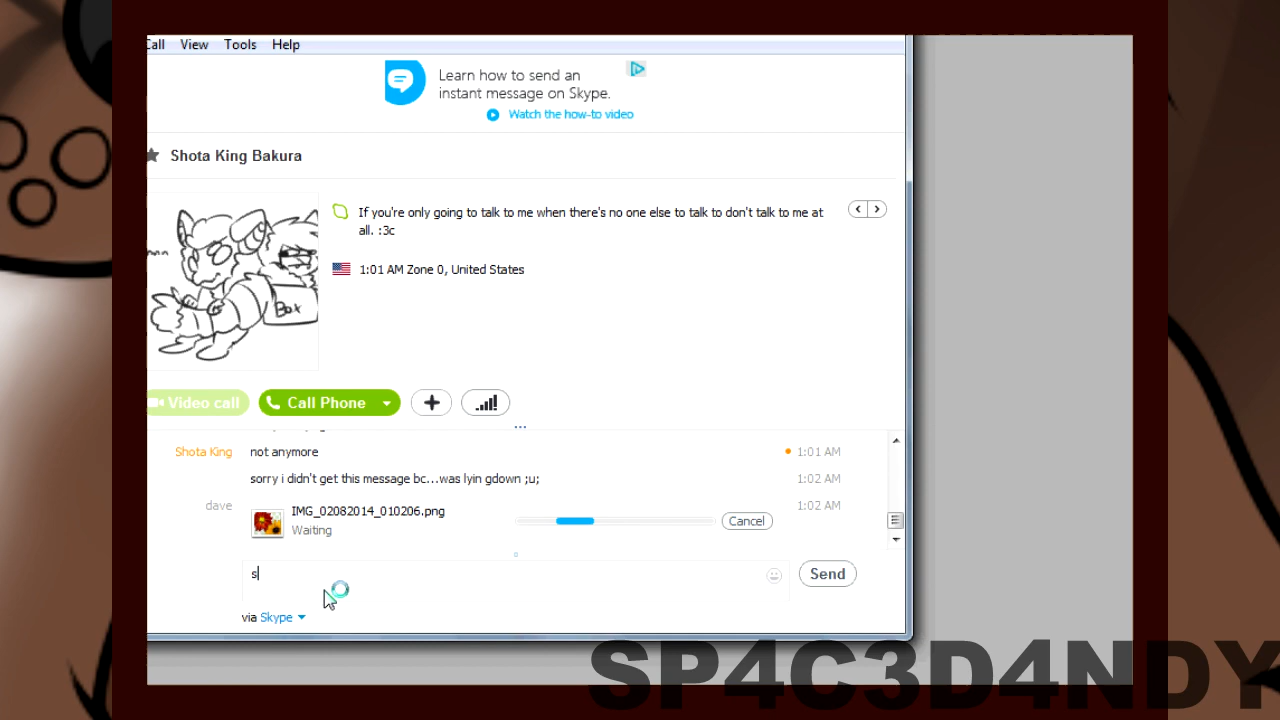 Call View Tools Help
Learn how to send an
instant message on Skype.
Watch the how-to video
Shota King Bakura
If you're only going to talk to me when there's no one else to talk to don't talk to me at
all. :3c
1:01 AM Zone 0, United States
Box
Video call Call Phone
Shota King not anymore 1:01 AM
sorry i didn't get this message bc...was lyin gdown ;u; 1:02 AM
dave IMG_02082014_010206.png 1:02 AM
Waiting Cancel
s Send
via Skype
SP4C3D4NDY